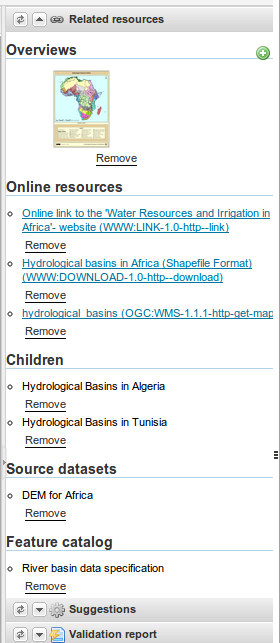 Related resources
Overviews
Remove
Online resources
Online link to the 'Water Resources and Irrigation in
Africa'- website (WWW:LINK-1.0-http--link)
Remove
Hydrological basins in Africa (Shapefile Format)
(WWW:DOWNLOAD-1.0-http--download)
Remove
hydrological_basins (OGC:WMS-1.1.1-http-get-map
Remove
Children
Hydrological Basins in Algeria
Remove
Hydrological Basins in Tunisia
Remove
Source datasets
DEM for Africa
Remove
Feature catalog
River basin data specification
Remove
Suggestions
Validation report